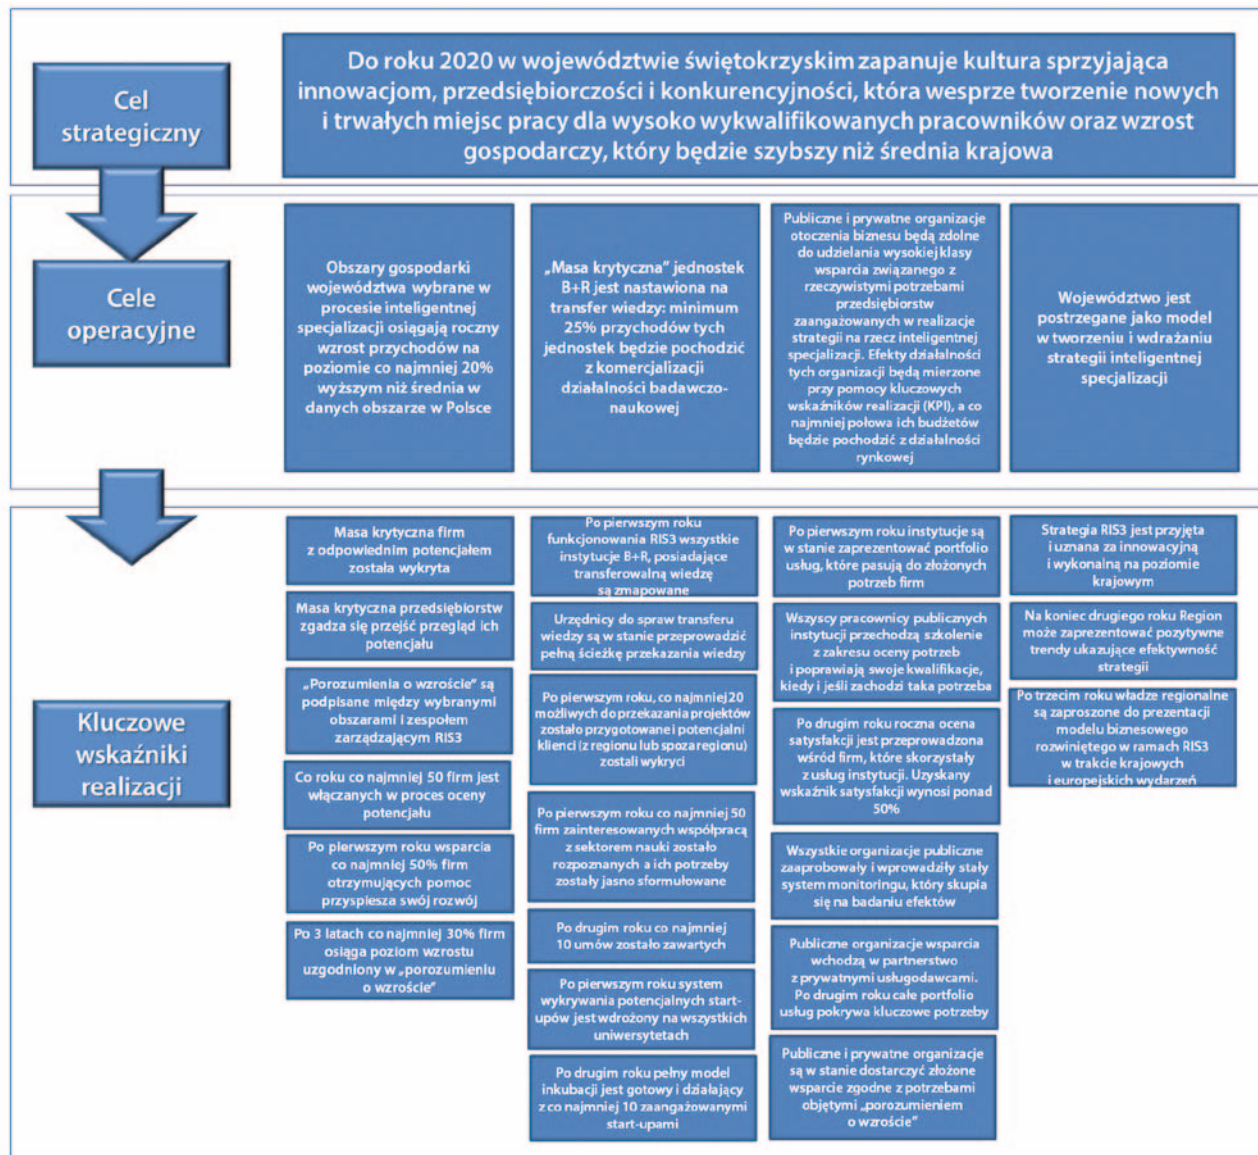 Cel
strategiczny
Do roku 2020 w województwie świętokrzyskim zapanuje kultura sprzyjająca
innowacjom, przedsiębiorczości i konkurencyjności, która wesprze tworzenie nowych
i trwałych miejsc pracy dla wysoko wykwalifikowanych pracowników oraz wzrost
gospodarczy, który będzie szybszy niż średnia krajowa
Cele
operacyjne
Obszary gospodarki
województwa wybrane w
procesie inteligentnej
specjalizacji osiągają roczny
wzrost przychodów na
poziomie co najmniej 20%
wyższym niż średnia w
danych obszarze w Polsce
„Masa krytyczna” jednostek
B+R jest nastawiona na
transfer wiedzy: minimum
25% przychodów tych
jednostek będzie pochodzić
z komercjalizacji
działalności badawczo-
naukowej
Publiczne i prywatne organizacje
otoczenia biznesu będą zdolne
do udzielania wysokiej klasy
wsparcia związanego z
rzeczywistymi potrzebami
przedsiębiorstw
zaangażowanych w realizacje
strategii na rzecz inteligentnej
specjalizacji. Efekty działalności
tych organizacji będą mierzone
przy pomocy kluczowych
wskaźników realizacji (KPI), a co
najmniej połowa ich budżetów
będzie pochodzić z działalności
rynkowej
Województwo jest
postrzegane jako model
w tworzeniu i wdrażaniu
strategii inteligentnej
specjalizacji
Kluczowe
wskaźniki
realizacji
Masa krytyczna firm
z odpowiednim potencjałem
została wykryta
Masa krytyczna przedsiębiorstw
zgadza się przejść przegląd ich
potencjału
„Porozumienia o wzroście” są
podpisane między wybranymi
obszarami i zespołem
zarządzającym RIS3
Co roku co najmniej 50 firm jest
włączanych w proces oceny
potencjału
Po pierwszym roku wsparcia
co najmniej 50% firm
otrzymujących pomoc
przyspiesza swój rozwój
Po 3 latach co najmniej 30% firm
osiąga poziom wzrostu
uzgodniony w „porozumieniu
o wzroście”
Po pierwszym roku
funkcjonowania RIS3 wszystkie
instytucje B+R, posiadające
transferowalną wiedzę
są zmapowane
Urzędnicy do spraw transferu
wiedzy są w stanie przeprowadzić
pełną ścieżkę przekazania wiedzy
Po pierwszym roku, co najmniej 20
możliwych do przekazania projektów
zostało przygotowane i potencjalni
klienci (z regionu lub spoza regionu)
zostali wykryci
Po pierwszym roku co najmniej 50
firm zainteresowanych współpracą
z sektorem nauki zostało
rozpoznanych a ich potrzeby
zostały jasno sformułowane
Po drugim roku co najmniej
10 umów zostało zawartych
Po pierwszym roku system
wykrywania potencjalnych start-
upów jest wdrożony na wszystkich
uniwersytetach
Po drugim roku pełny model
inkubacji jest gotowy i działający
z co najmniej 10 zaangażowanymi
start-upami
Po pierwszym roku instytucje są
w stanie zaprezentować portfolio
usług, które pasują do złożonych
potrzeb firm
Wszyscy pracownicy publicznych
instytucji przechodzą szkolenie
z zakresu oceny potrzeb
i poprawiają swoje kwalifikacje,
kiedy i jeśli zachodzi taka potrzeba
Po drugim roku roczna ocena
satysfakcji jest przeprowadzona
wśród firm, które skorzystały
z usług instytucji. Uzyskany
wskaźnik satysfakcji wynosi ponad
50%
Wszystkie organizacje publiczne
zaaprobowały i wprowadziły stały
system monitoringu, który skupia
się na badaniu efektów
Publiczne organizacje wsparcia
wchodzą w partnerstwo
z prywatnymi usługodawcami.
Po drugim roku całe portfolio
usług pokrywa kluczowe potrzeby
Publiczne i prywatne organizacje
są w stanie dostarczyć złożone
wsparcie zgodne z potrzebami
objętymi „porozumieniem
o wzroście”
Strategia RIS3 jest przyjęta
i uznana za innowacyjną
i wykonalną na poziomie
krajowym
Na koniec drugiego roku Region
może zaprezentować pozytywne
trendy ukazujące efektywność
strategii
Po trzecim roku władze regionalne
są zaproszone do prezentacji
modelu biznesowego
rozwiniętego w ramach RIS3
w trakcie krajowych
i europejskich wydarzeń